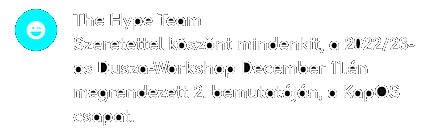 The Hype Team
Szeretettel köszönt mindenkit, a 2022/23-
as Dusza-Workshop December 11.én
megrendezett 2. bemutatóján, a KapOS
csapat.